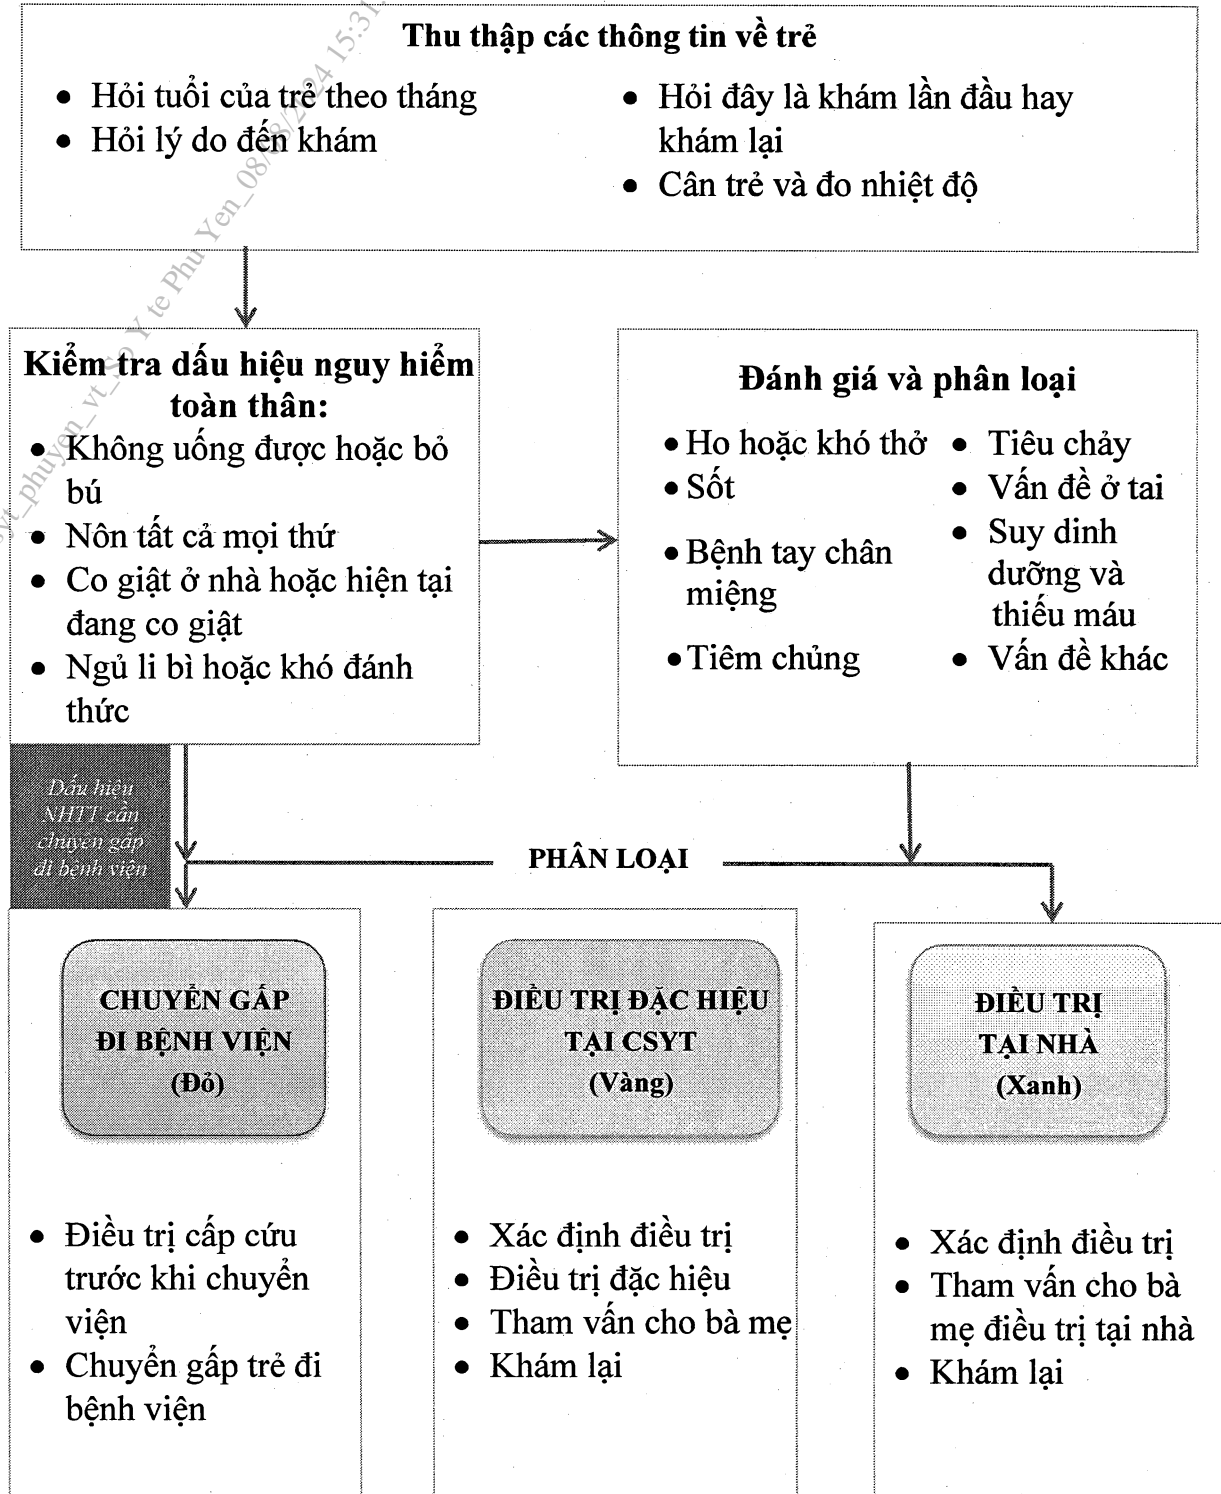 Thu thập các thông tin về trẻ
• Hỏi tuổi của trẻ theo tháng
• Hỏi lý do đến khám
• Hỏi đây là khám lần đầu hay
khám lại
• Cân trẻ và đo nhiệt độ
Kiểm tra dấu hiệu nguy hiểm
toàn thân:
• Không uống được hoặc bỏ
bú
• Nôn tất cả mọi thứ
• Co giật ở nhà hoặc hiện tại
đang co giật
• Ngủ li bì hoặc khó đánh
thức
Đánh giá và phân loại
• Ho hoặc khó thở
• Sốt
• Bệnh tay chân
miệng
• Tiêm chủng
• Tiêu chảy
• Vấn đề ở tai
• Suy dinh
dưỡng và
thiếu máu
• Vấn đề khác
Dấu hiệu
NHTT cần
chuyển gấp
đi bệnh viện
PHÂN LOẠI
CHUYỂN GẤP
ĐI BỆNH VIỆN
(Đỏ)
• Điều trị cấp cứu
trước khi chuyển
viện
• Chuyển gấp trẻ đi
bệnh viện
ĐIỀU TRỊ ĐẶC HIỆU
TẠI CSYT
(Vàng)
• Xác định điều trị
• Điều trị đặc hiệu
• Tham vấn cho bà mẹ
• Khám lại
ĐIỀU TRỊ
TẠI NHÀ
(Xanh)
• Xác định điều trị
• Tham vấn cho bà
mẹ điều trị tại nhà
• Khám lại
syt_phuyen_vt_So Y te Phu Yen_08/08/2024 15:31